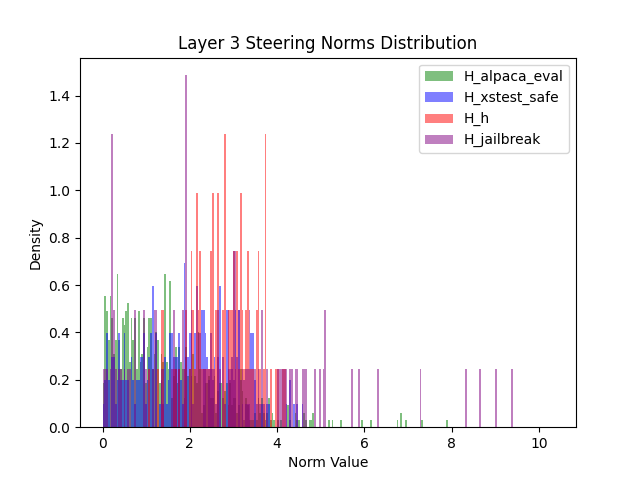 Layer 3 Steering Norms Distribution
H_alpaca_eval
H_xstest_safe
H_h
H_jailbreak
Density
1.4
1.2
1.0
0.8
0.6
0.4
0.2
0.0
0 2 4 6 8 10
Norm Value